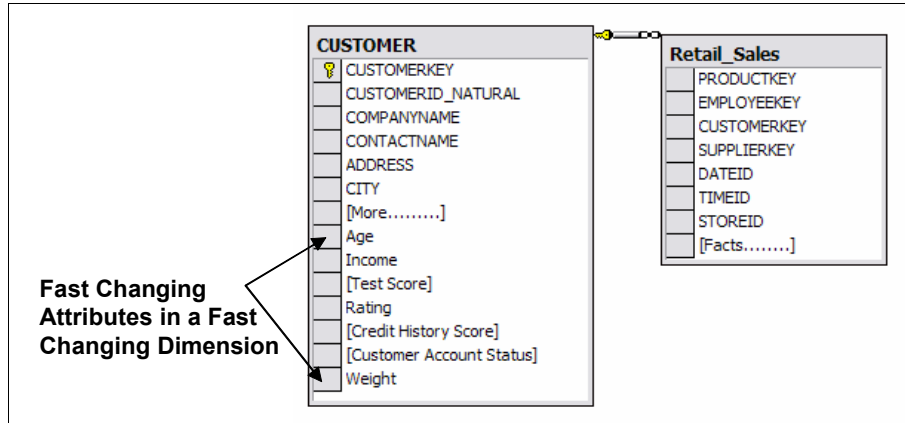 CUSTOMER
CUSTOMERKEY
CUSTOMERID_NATURAL
COMPANYNAME
CONTACTNAME
ADDRESS
CITY
[More.........]
Age
Income
[Test Score]
Rating
[Credit History Score]
[Customer Account Status]
Weight
Retail_Sales
PRODUCTKEY
EMPLOYEEKEY
CUSTOMERKEY
SUPPLIERKEY
DATEID
TIMEID
STOREID
[Facts........]
Fast Changing
Attributes in a Fast
Changing Dimension